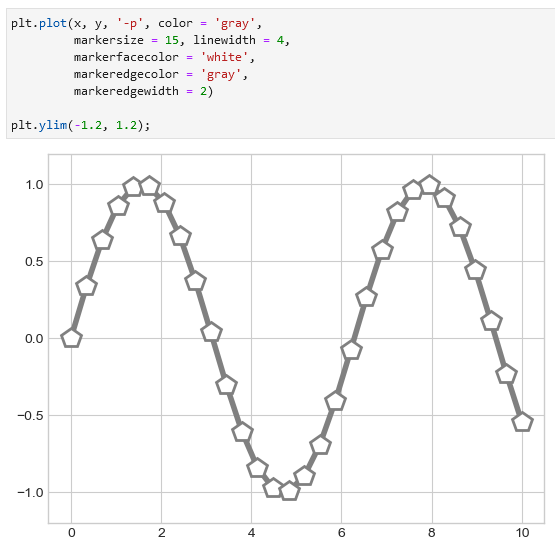 plt.plot(x, y, '-p', color = 'gray',
markersize = 15, linewidth = 4,
markerfacecolor = 'white',
markeredgecolor = 'gray',
markeredgewidth = 2)
plt.ylim(-1.2, 1.2);
1.0
0.5
0.0
−0.5
−1.0
0 2 4 6 8 10